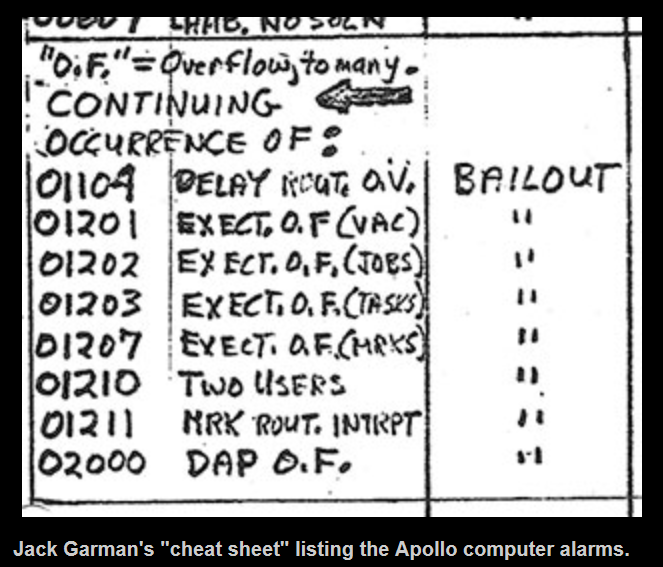 "O.F."=Overflow, to many.
CONTINUING
OCCURRENCE OF:
01104 DELAY ROUT. O.V. BAILOUT
01201 EXECT. O.F (VAC) "
01202 EXECT. O.F. (JOBS) "
01203 EXECT. O.F. (TASKS) "
01207 EXECT. O.F. (MRKS) "
01210 TWO USERS "
01211 MRK ROUT. INTRPT "
02000 DAP O.F. "
Jack Garman's "cheat sheet" listing the Apollo computer alarms.